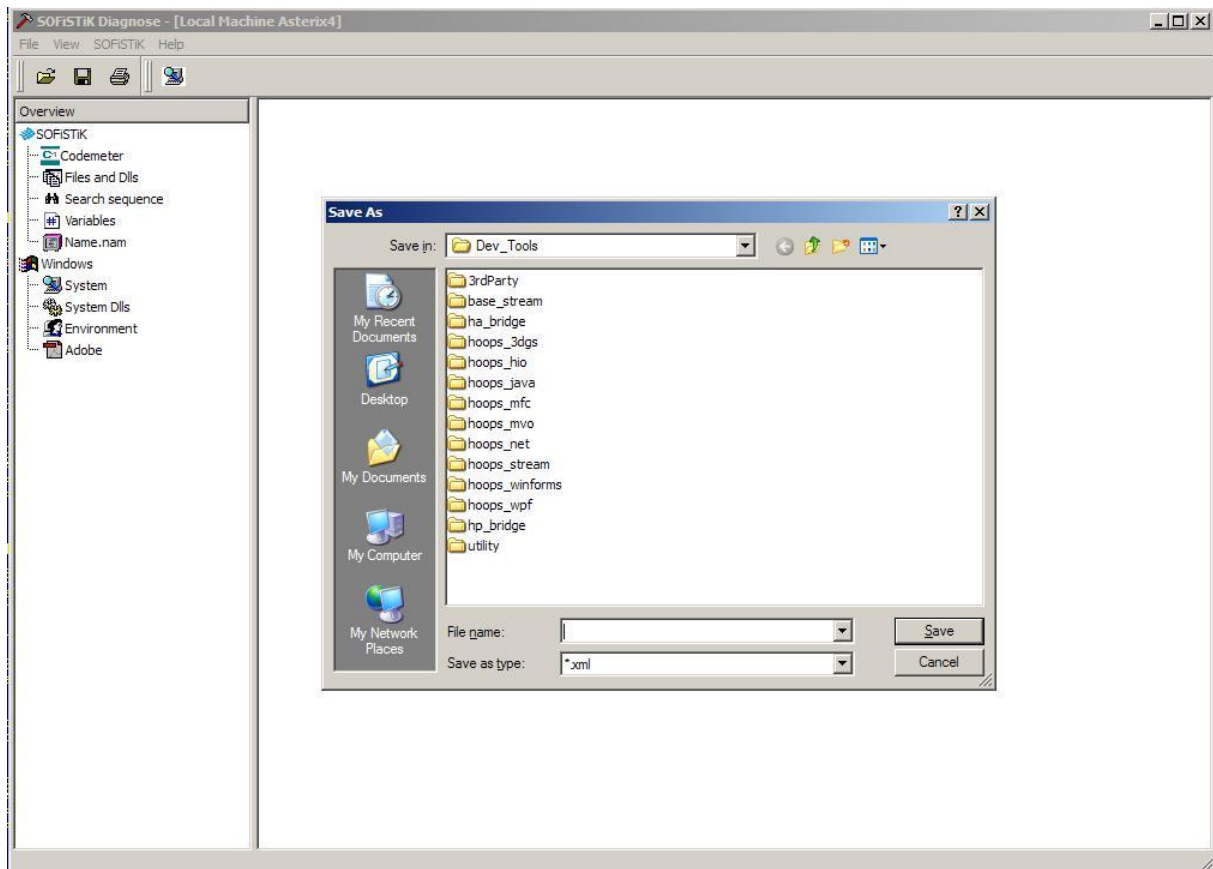 SOFiSTiK Diagnose - [Local Machine Asterix4]
File View SOFiSTiK Help
Overview
SOFiSTiK
Codemeter
Files and Dlls
Search sequence
Variables
Name.nam
Windows
System
System Dlls
Environment
Adobe
Save As
Save in: Dev_Tools
My Recent
Documents
Desktop
My Documents
My Computer
My Network
Places
3rdParty
base_stream
ha_bridge
hoops_3dgs
hoops_hio
hoops_java
hoops_mfc
hoops_mvo
hoops_net
hoops_stream
hoops_winforms
hoops_wpf
hp_bridge
utility
File name:
Save
Save as type: *.xml
Cancel